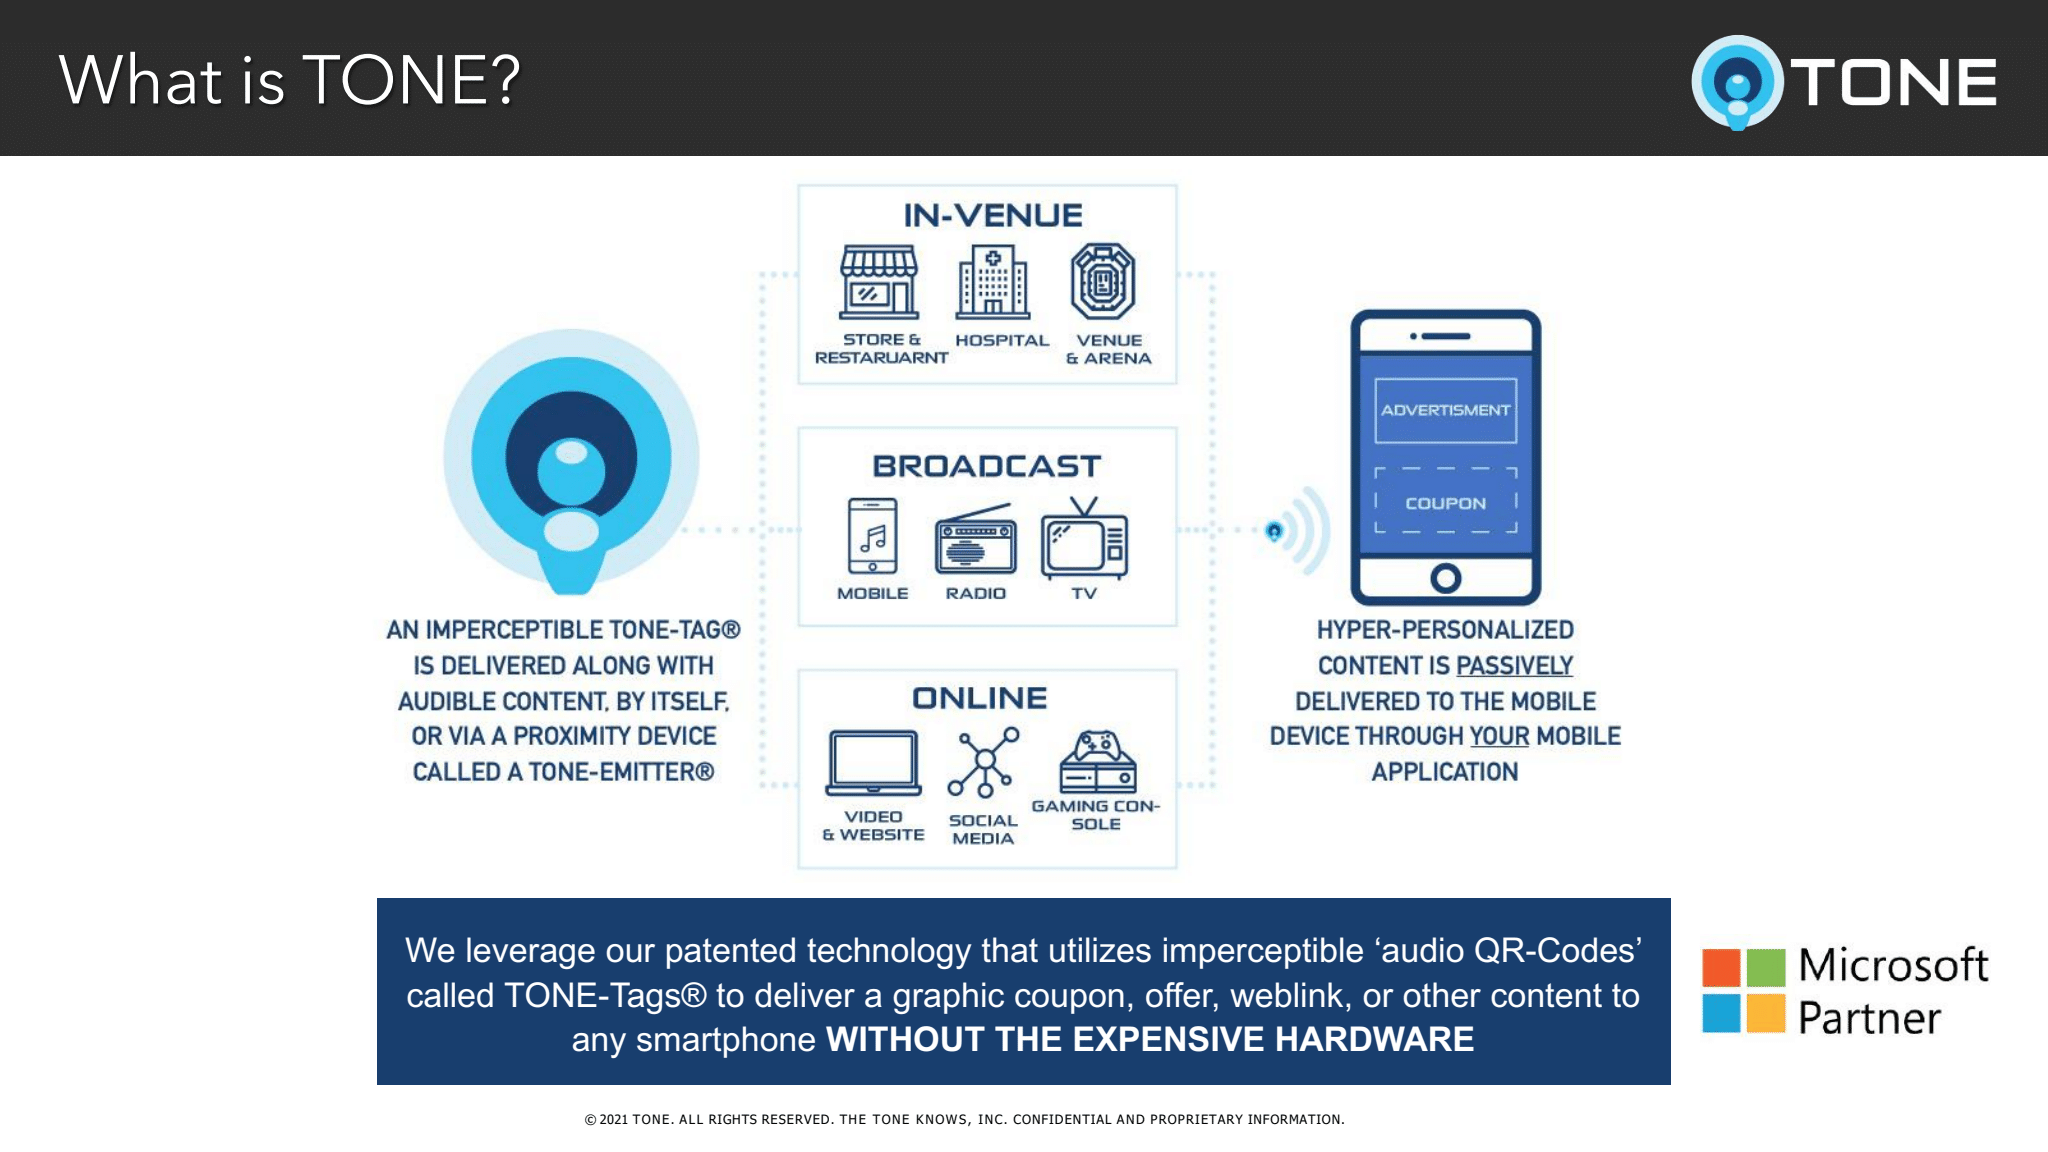 What is TONE?
TONE
IN-VENUE
STORE &
RESTARUARNT
HOSPITAL
VENUE
& ARENA
BROADCAST
MOBILE
RADIO
TV
ONLINE
VIDEO
& WEBSITE
SOCIAL
MEDIA
GAMING CON-
SOLE
AN IMPERCEPTIBLE TONE-TAG®
IS DELIVERED ALONG WITH
AUDIBLE CONTENT, BY ITSELF,
OR VIA A PROXIMITY DEVICE
CALLED A TONE-EMITTER®
ADVERTISMENT
COUPON
HYPER-PERSONALIZED
CONTENT IS PASSIVELY
DELIVERED TO THE MOBILE
DEVICE THROUGH YOUR MOBILE
APPLICATION
We leverage our patented technology that utilizes imperceptible ‘audio QR-Codes’
called TONE-Tags® to deliver a graphic coupon, offer, weblink, or other content to
any smartphone WITHOUT THE EXPENSIVE HARDWARE
Microsoft
Partner
© 2021 TONE. ALL RIGHTS RESERVED. THE TONE KNOWS, INC. CONFIDENTIAL AND PROPRIETARY INFORMATION.